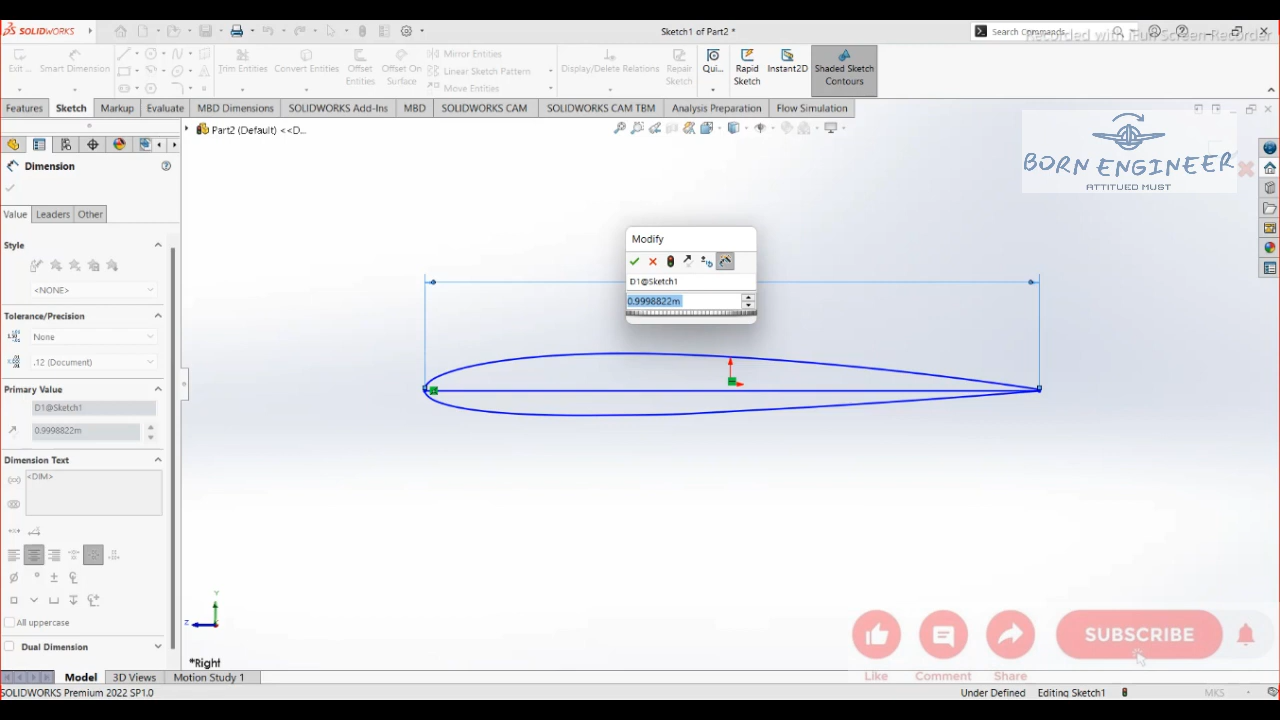 SOLIDWORKS
Sketch1 of Part2 *
Search Commands
Recorded with iFun Screen Recorder
Exit ...
Smart Dimension
Trim Entities
Convert Entities
Offset Entities
Offset On Surface
Mirror Entities
Linear Sketch Pattern
Move Entities
Display/Delete Relations
Repair Sketch
Qui...
Rapid Sketch
Instant2D
Shaded Sketch Contours
Features
Sketch
Markup
Evaluate
MBD Dimensions
SOLIDWORKS Add-Ins
MBD
SOLIDWORKS CAM
SOLIDWORKS CAM TBM
Analysis Preparation
Flow Simulation
Part2 (Default) <<D...
BORN ENGINEER
ATTITUED MUST
Dimension
Value
Leaders
Other
Style
<NONE>
Tolerance/Precision
None
.12 (Document)
Primary Value
D1@Sketch1
0.9998822m
Dimension Text
<DIM>
All uppercase
Dual Dimension
Modify
D1@Sketch1
0.9998822m
Y
Z
*Right
SUBSCRIBE
Like
Comment
Share
Model
3D Views
Motion Study 1
SOLIDWORKS Premium 2022 SP1.0
Under Defined
Editing Sketch1
MKS